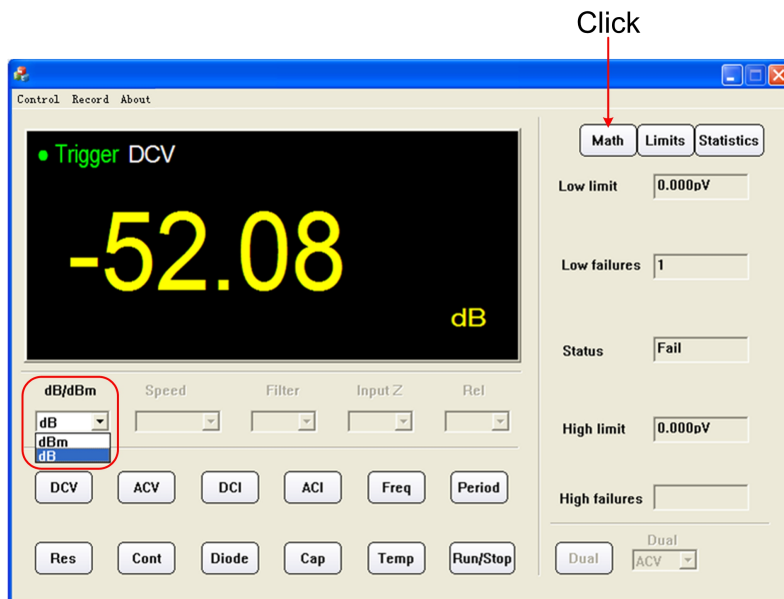 Click
Control Record About
Trigger DCV
-52.08
dB
Math Limits Statistics
Low limit 0.000pV
Low failures 1
Status Fail
High limit 0.000pV
High failures
dB/dBm Speed Filter Input Z Rel
dB
dBm
dB
DCV ACV DCI ACI Freq Period
Res Cont Diode Cap Temp Run/Stop
Dual
Dual ACV